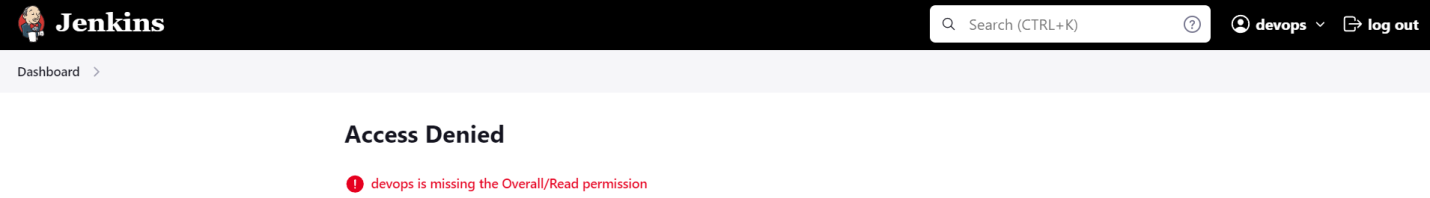 Jenkins
Search (CTRL+K)
devops
log out
Dashboard
Access Denied
devops is missing the Overall/Read permission